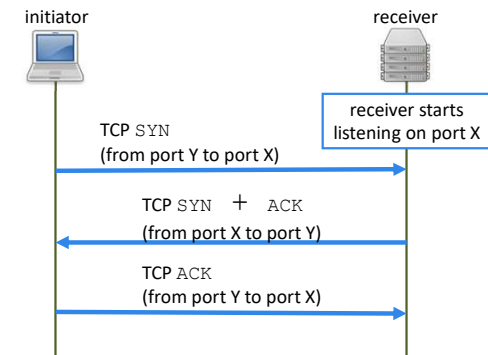 initiator
receiver
receiver starts
listening on port X
TCP SYN
(from port Y to port X)
TCP SYN + ACK
(from port X to port Y)
TCP ACK
(from port Y to port X)